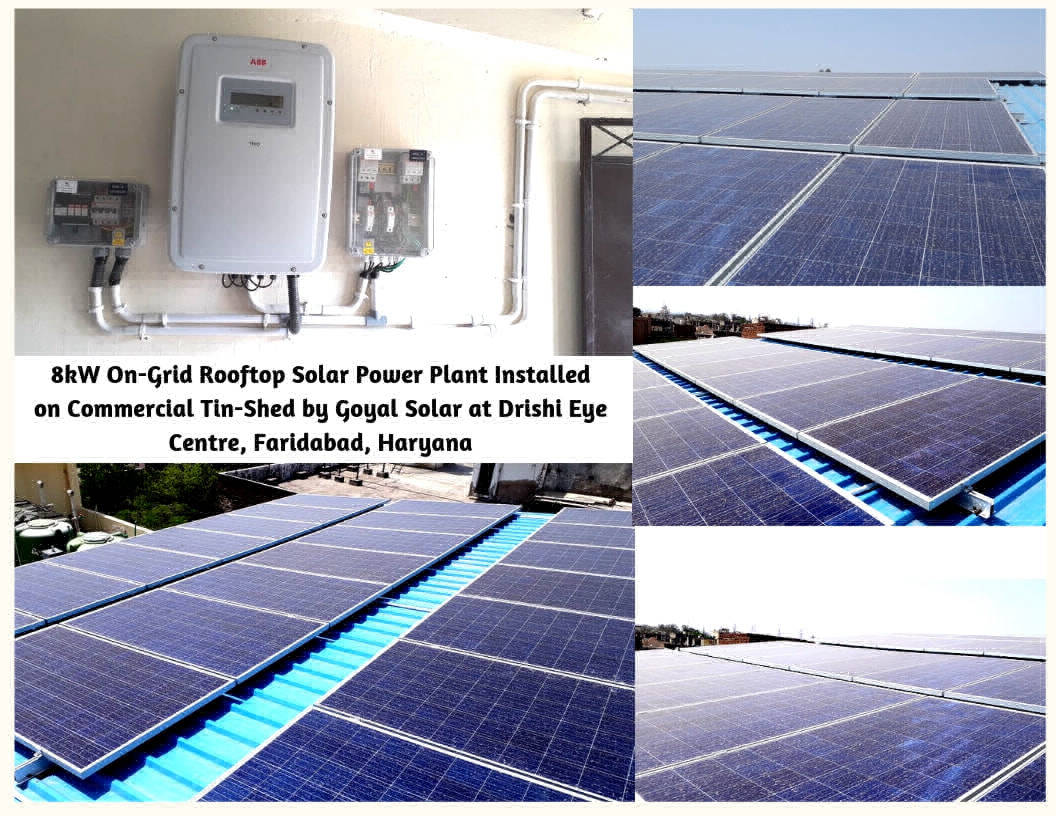 ABB
8kW On-Grid Rooftop Solar Power Plant Installed
on Commercial Tin-Shed by Goyal Solar at Drishi Eye
Centre, Faridabad, Haryana